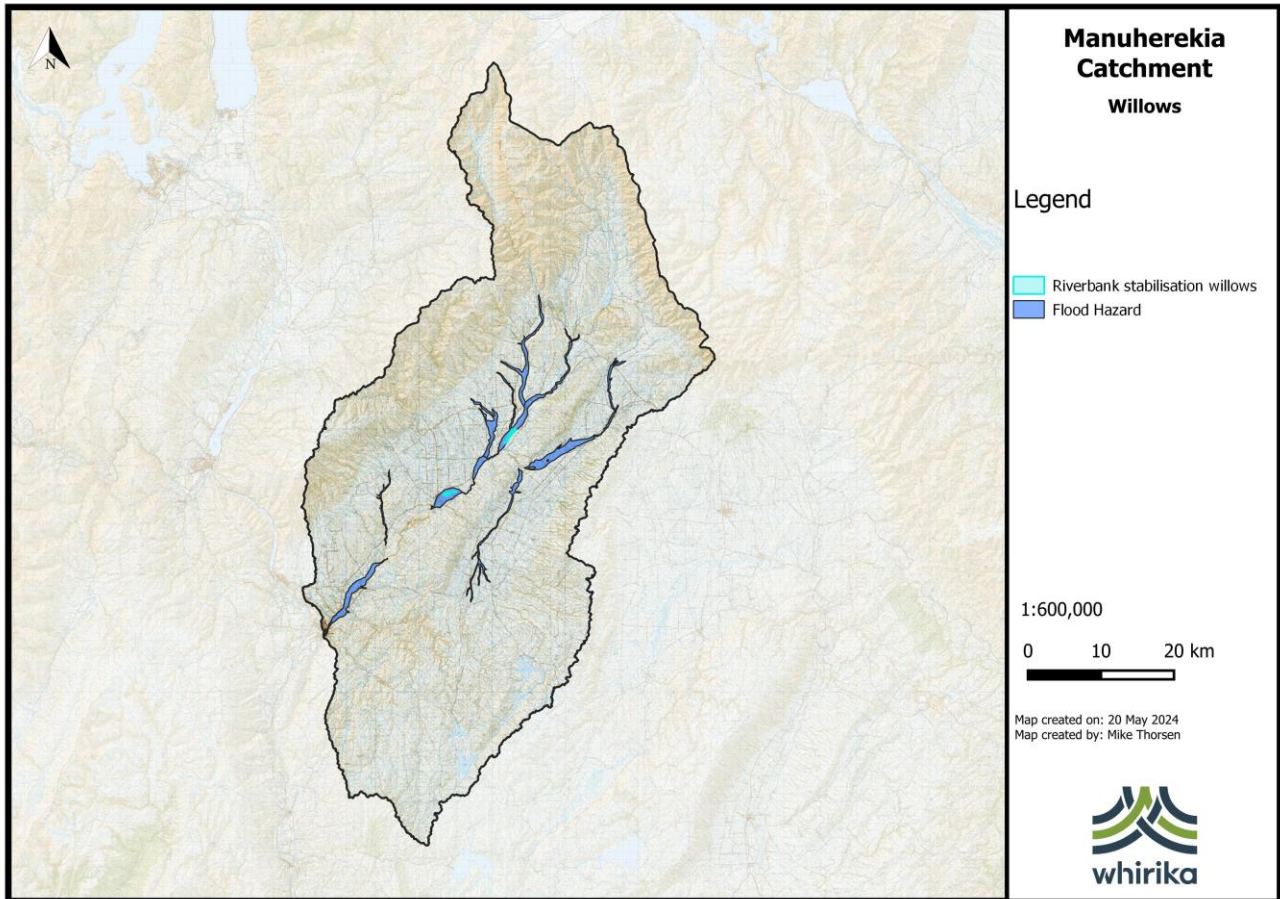 N
Manuherekia
Catchment
Willows
Legend
Riverbank stabilisation willows
Flood Hazard
1:600,000
0 10 20 km
Map created on: 20 May 2024
Map created by: Mike Thorsen
whirika